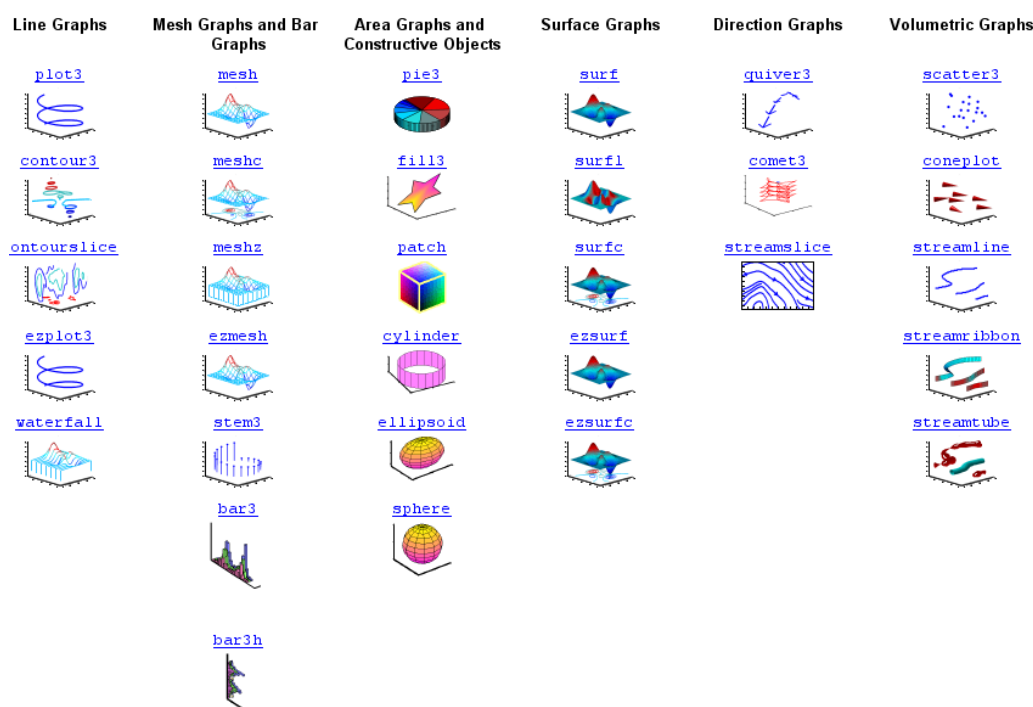 Line Graphs
Mesh Graphs and Bar
Graphs
Area Graphs and
Constructive Objects
Surface Graphs
Direction Graphs
Volumetric Graphs
plot3
mesh
pie3
surf
quiver3
scatter3
contour3
meshc
fill3
surfl
comet3
coneplot
ontourslice
meshz
patch
surfc
streamslice
streamline
ezplot3
ezmesh
cylinder
ezsurf
streamribbon
waterfall
stem3
ellipsoid
ezsurfc
streamtube
bar3
sphere
bar3h